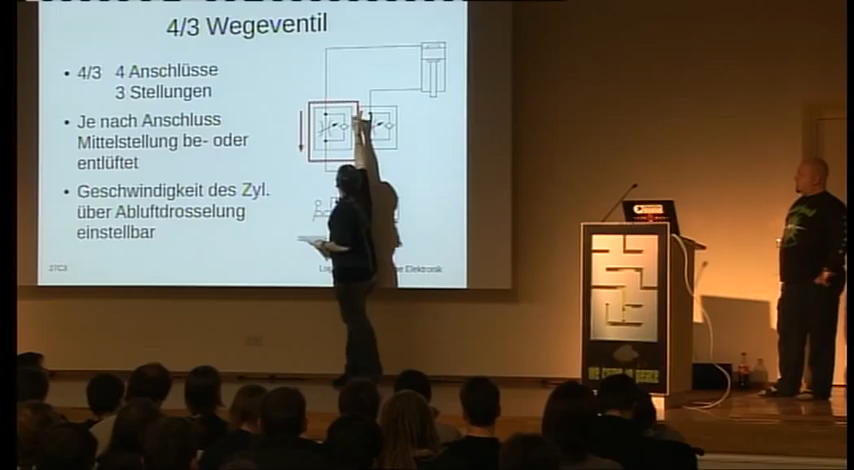 4/3 Wegeventil
• 4/3 4 Anschlüsse
3 Stellungen
• Je nach Anschluss
Mittelstellung be- oder
entlüftet
• Geschwindigkeit des Zyl.
über Abluftdrosselung
einstellbar
27C3
Elektronik